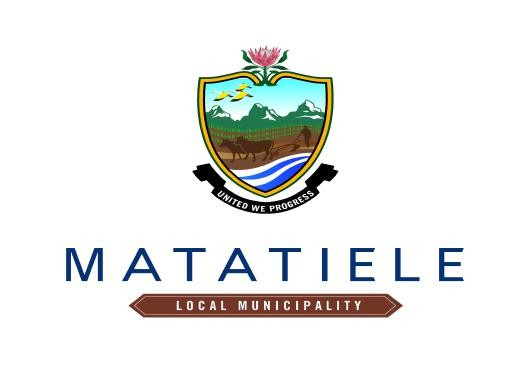 UNITED WE PROGRESS
MATATIELE
LOCAL MUNICIPALITY